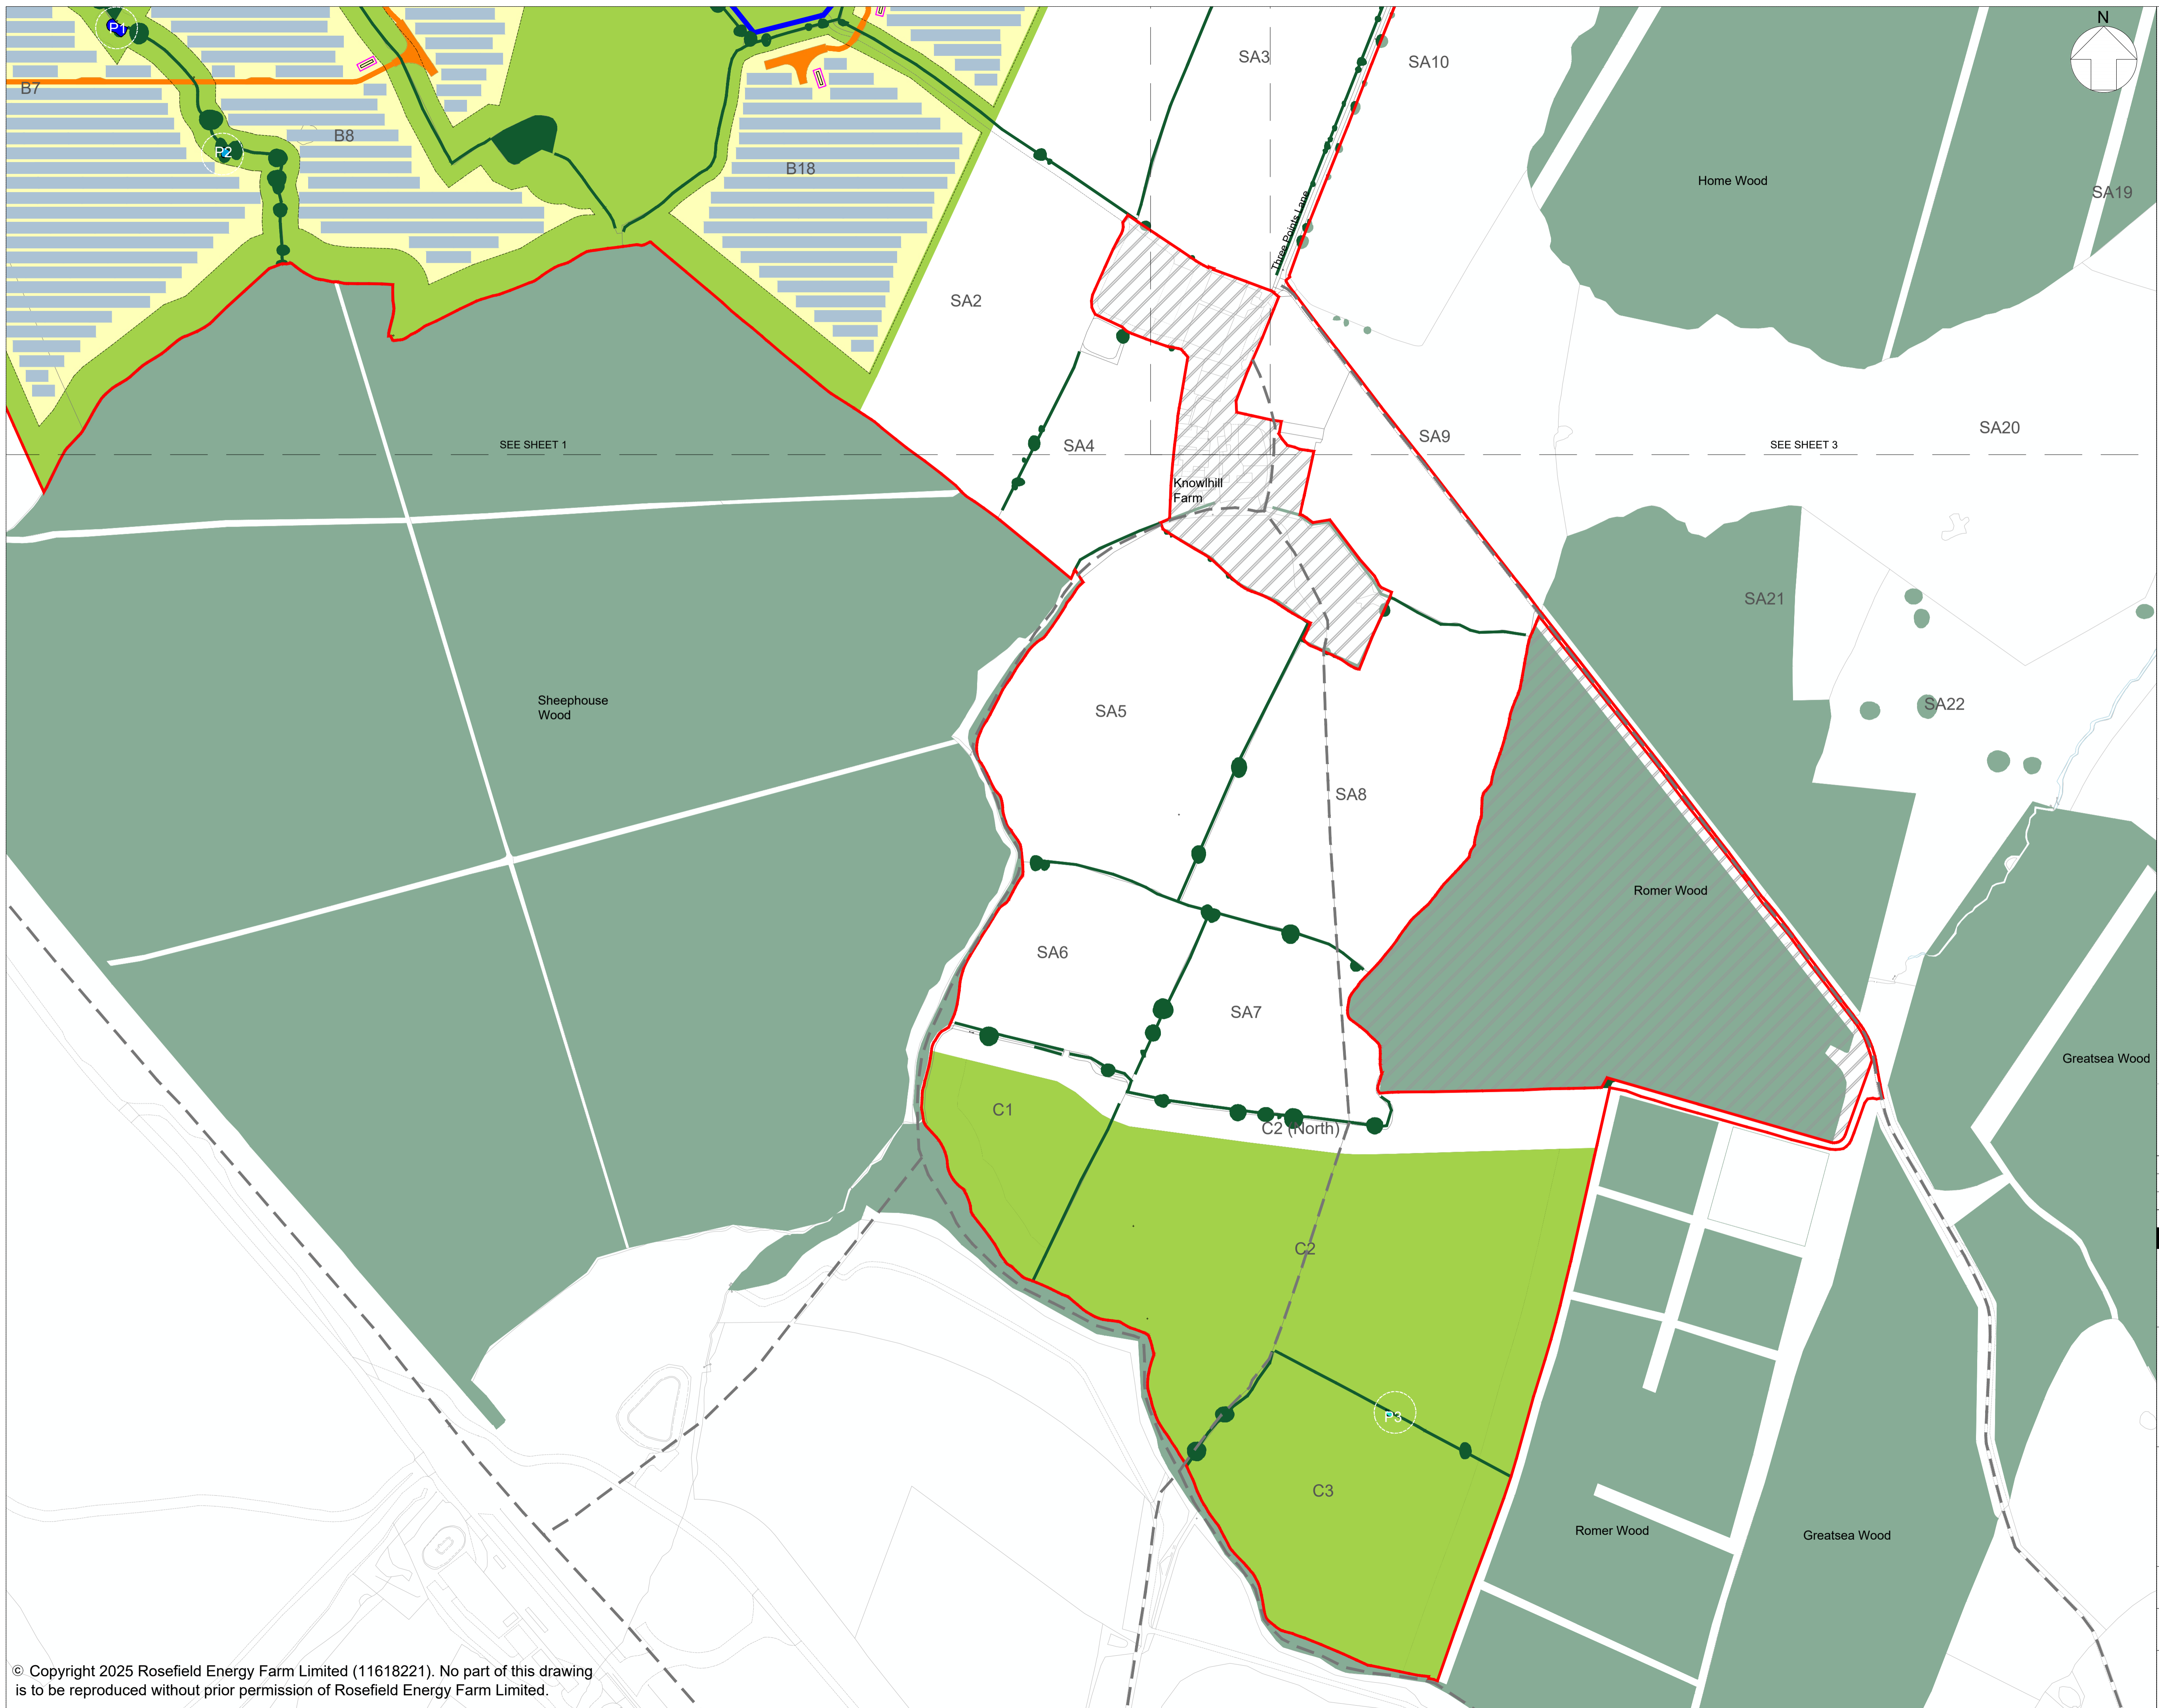 P1
SA3
SA10
N
B7
B8
P2
B18
Home Wood
SA19
Three Points Lane
SA2
SEE SHEET 1
SA4
SA9
SEE SHEET 3
SA20
Knowlhill
Farm
SA21
Sheephouse
Wood
SA5
SA22
SA8
Romer Wood
SA6
SA7
Greatsea Wood
C1
C2 (North)
C2
P3
C3
Romer Wood
Greatsea Wood
© Copyright 2025 Rosefield Energy Farm Limited (11618221). No part of this drawing
is to be reproduced without prior permission of Rosefield Energy Farm Limited.